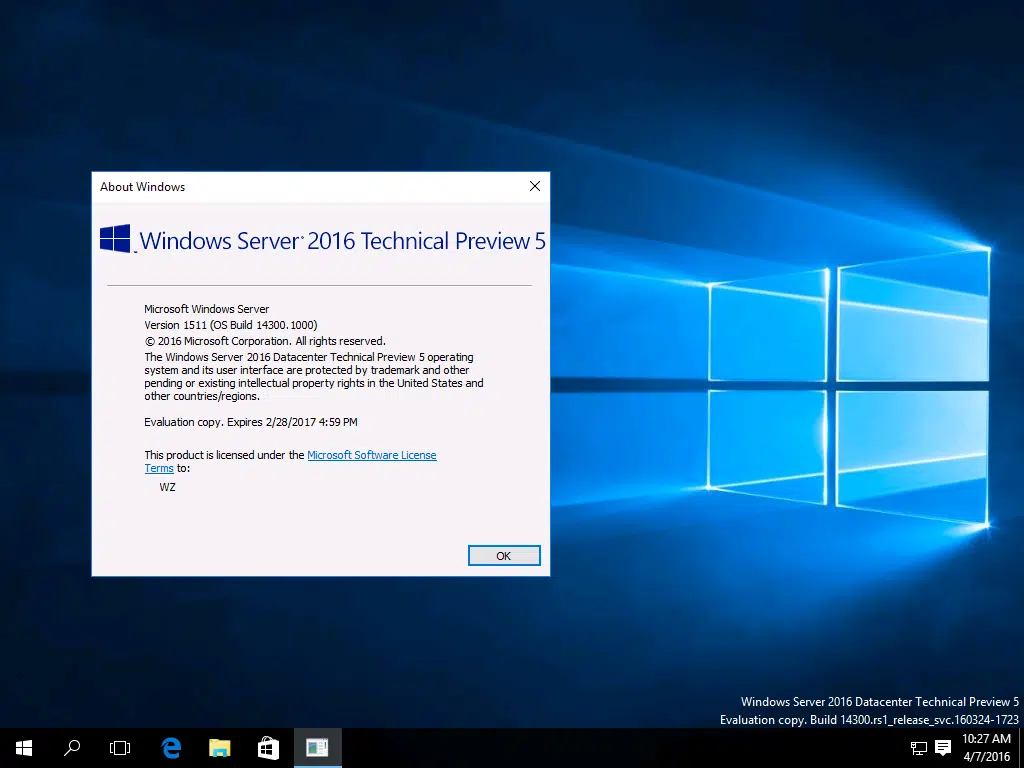 About Windows
Windows Server® 2016 Technical Preview 5
Microsoft Windows Server
Version 1511 (OS Build 14300.1000)
© 2016 Microsoft Corporation. All rights reserved.
The Windows Server 2016 Datacenter Technical Preview 5 operating
system and its user interface are protected by trademark and other
pending or existing intellectual property rights in the United States and
other countries/regions.
Evaluation copy. Expires 2/28/2017 4:59 PM
This product is licensed under the Microsoft Software License
Terms to:
WZ
OK
Windows Server 2016 Datacenter Technical Preview 5
Evaluation copy. Build 14300.rs1_release_svc.160324-1723
10:27 AM
4/7/2016